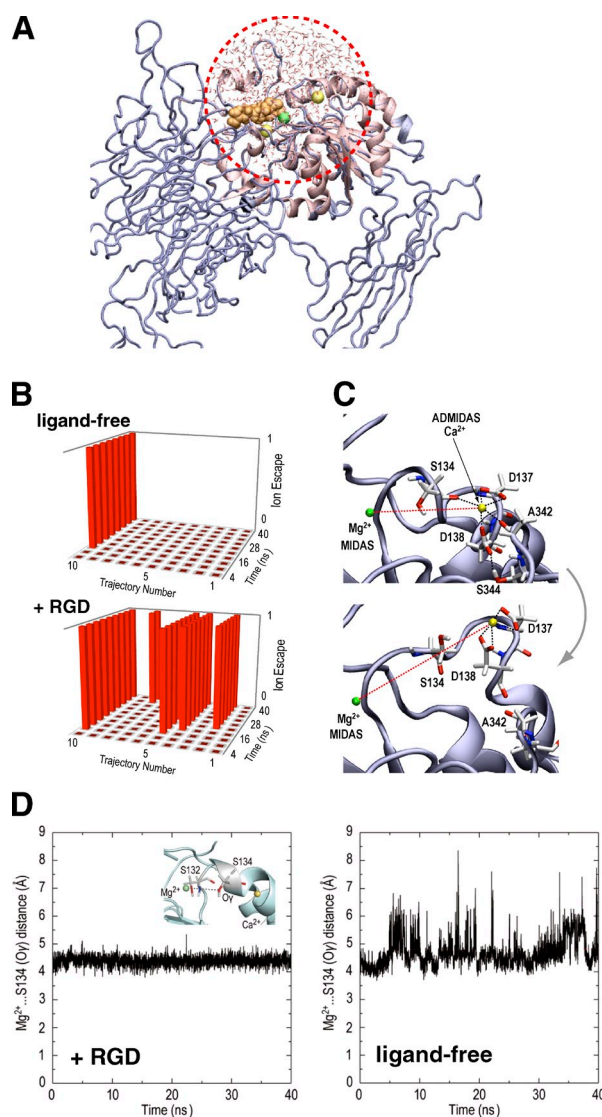 A
B
ligand-free
1
Ion Escape
0
40
28
16
4
Time (ns)
10
5
1
Trajectory Number
+ RGD
1
Ion Escape
0
40
28
16
4
Time (ns)
10
5
1
Trajectory Number
C
ADMIDAS
Ca2+
S134
D137
A342
Mg2+
MIDAS
D138
S344
D137
S134
D138
Mg2+
MIDAS
A342
D
9
8
7
6
5
4
3
2
1
0
Mg2+...S134 (Oγ) distance (Å)
S132
S134
Mg2+
Oγ
Ca2+
+ RGD
0 10 20 30 40
Time (ns)
9
8
7
6
5
4
3
2
1
0
Mg2+...S134 (Oγ) distance (Å)
ligand-free
0 10 20 30 40
Time (ns)